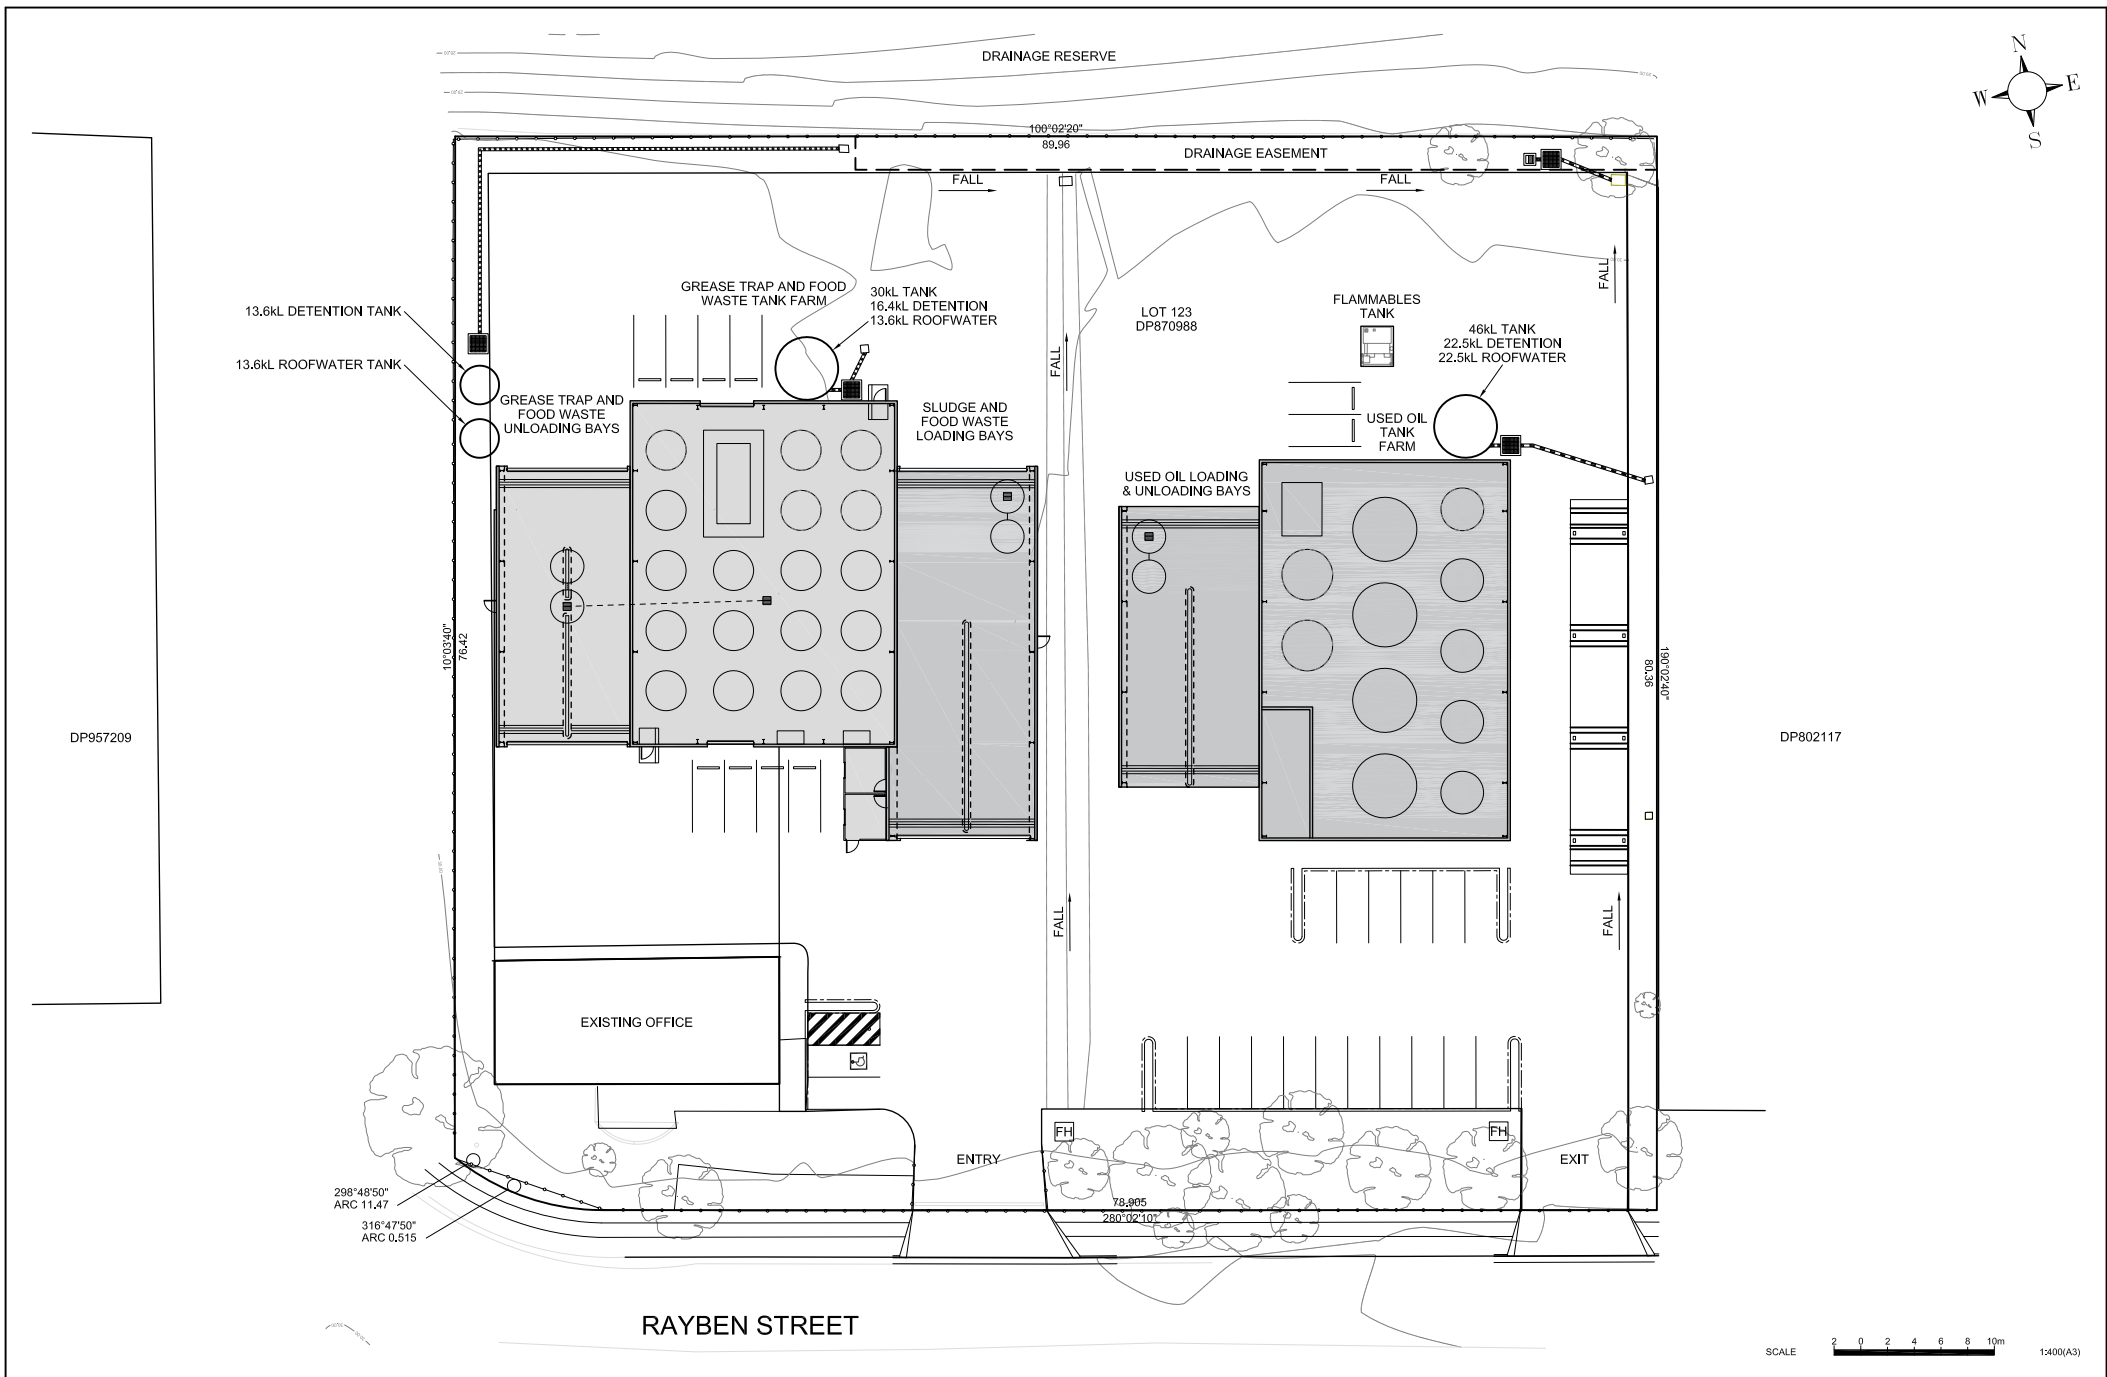 DRAINAGE RESERVE
N
W
E
S
100°02'20"
89.96
DRAINAGE EASEMENT
FALL
FALL
FALL
GREASE TRAP AND FOOD
WASTE TANK FARM
30kL TANK
16.4kL DETENTION
13.6kL ROOFWATER
13.6kL DETENTION TANK
13.6kL ROOFWATER TANK
LOT 123
DP870988
FLAMMABLES
TANK
46kL TANK
22.5kL DETENTION
22.5kL ROOFWATER
FALL
GREASE TRAP AND
FOOD WASTE
UNLOADING BAYS
SLUDGE AND
FOOD WASTE
LOADING BAYS
USED OIL
TANK
FARM
USED OIL LOADING
& UNLOADING BAYS
10°03'40"
76.42
190°02'40"
80.36
DP957209
DP802117
FALL
FALL
EXISTING OFFICE
FH
FH
ENTRY
EXIT
298°48'50"
ARC 11.47
316°47'50"
ARC 0.515
78.905
280°02'10"
RAYBEN STREET
SCALE
2 0 2 4 6 8 10m
1:400(A3)